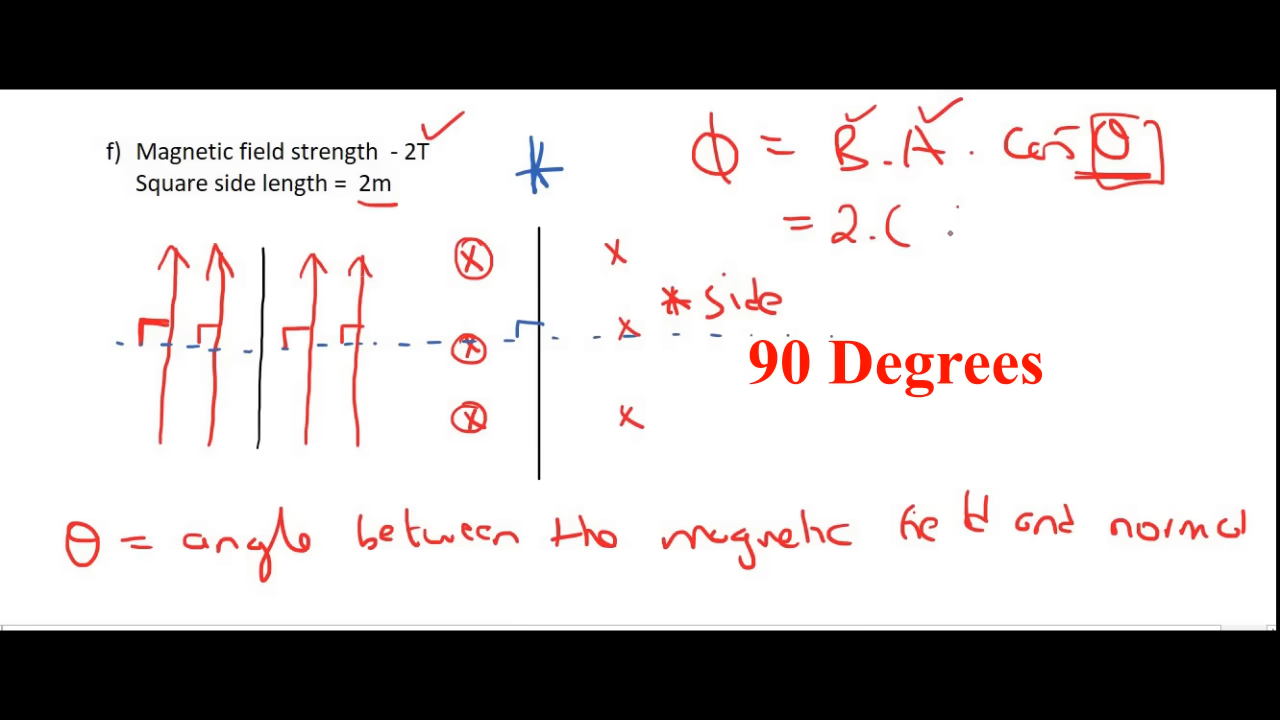 f) Magnetic field strength - 2T
Square side length = 2m
ϕ = B.A. cos θ
= 2.(
* side
90 Degrees
θ = angle between the magnetic field and normal